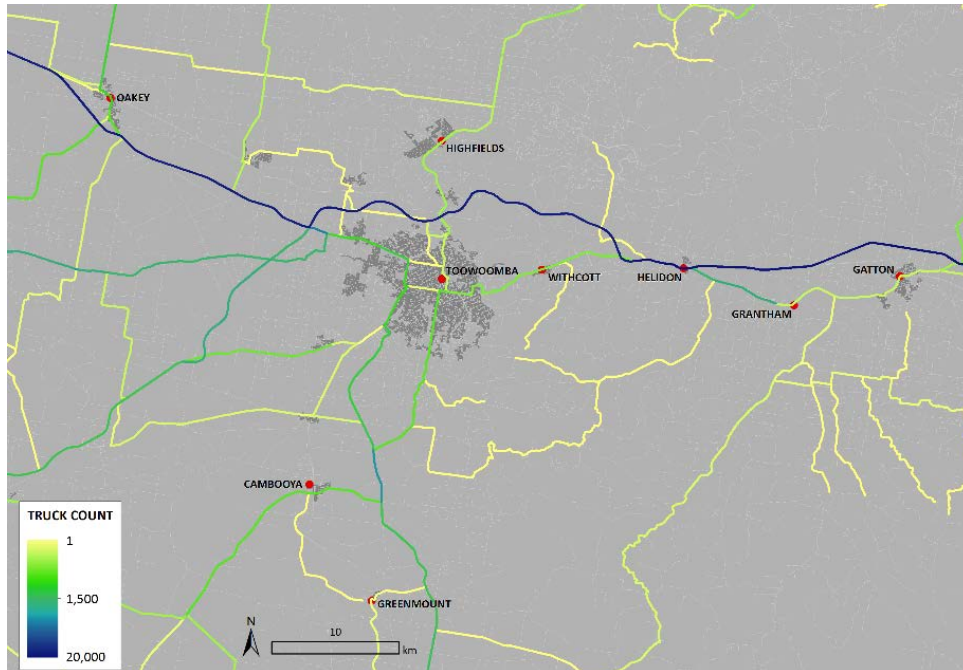 OAKEY
HIGHFIELDS
TOOWOOMBA
WITHCOTT
HELIDON
GATTON
GRANTHAM
CAMBOOYA
GREENMOUNT
TRUCK COUNT
1
1,500
20,000
N
10
km